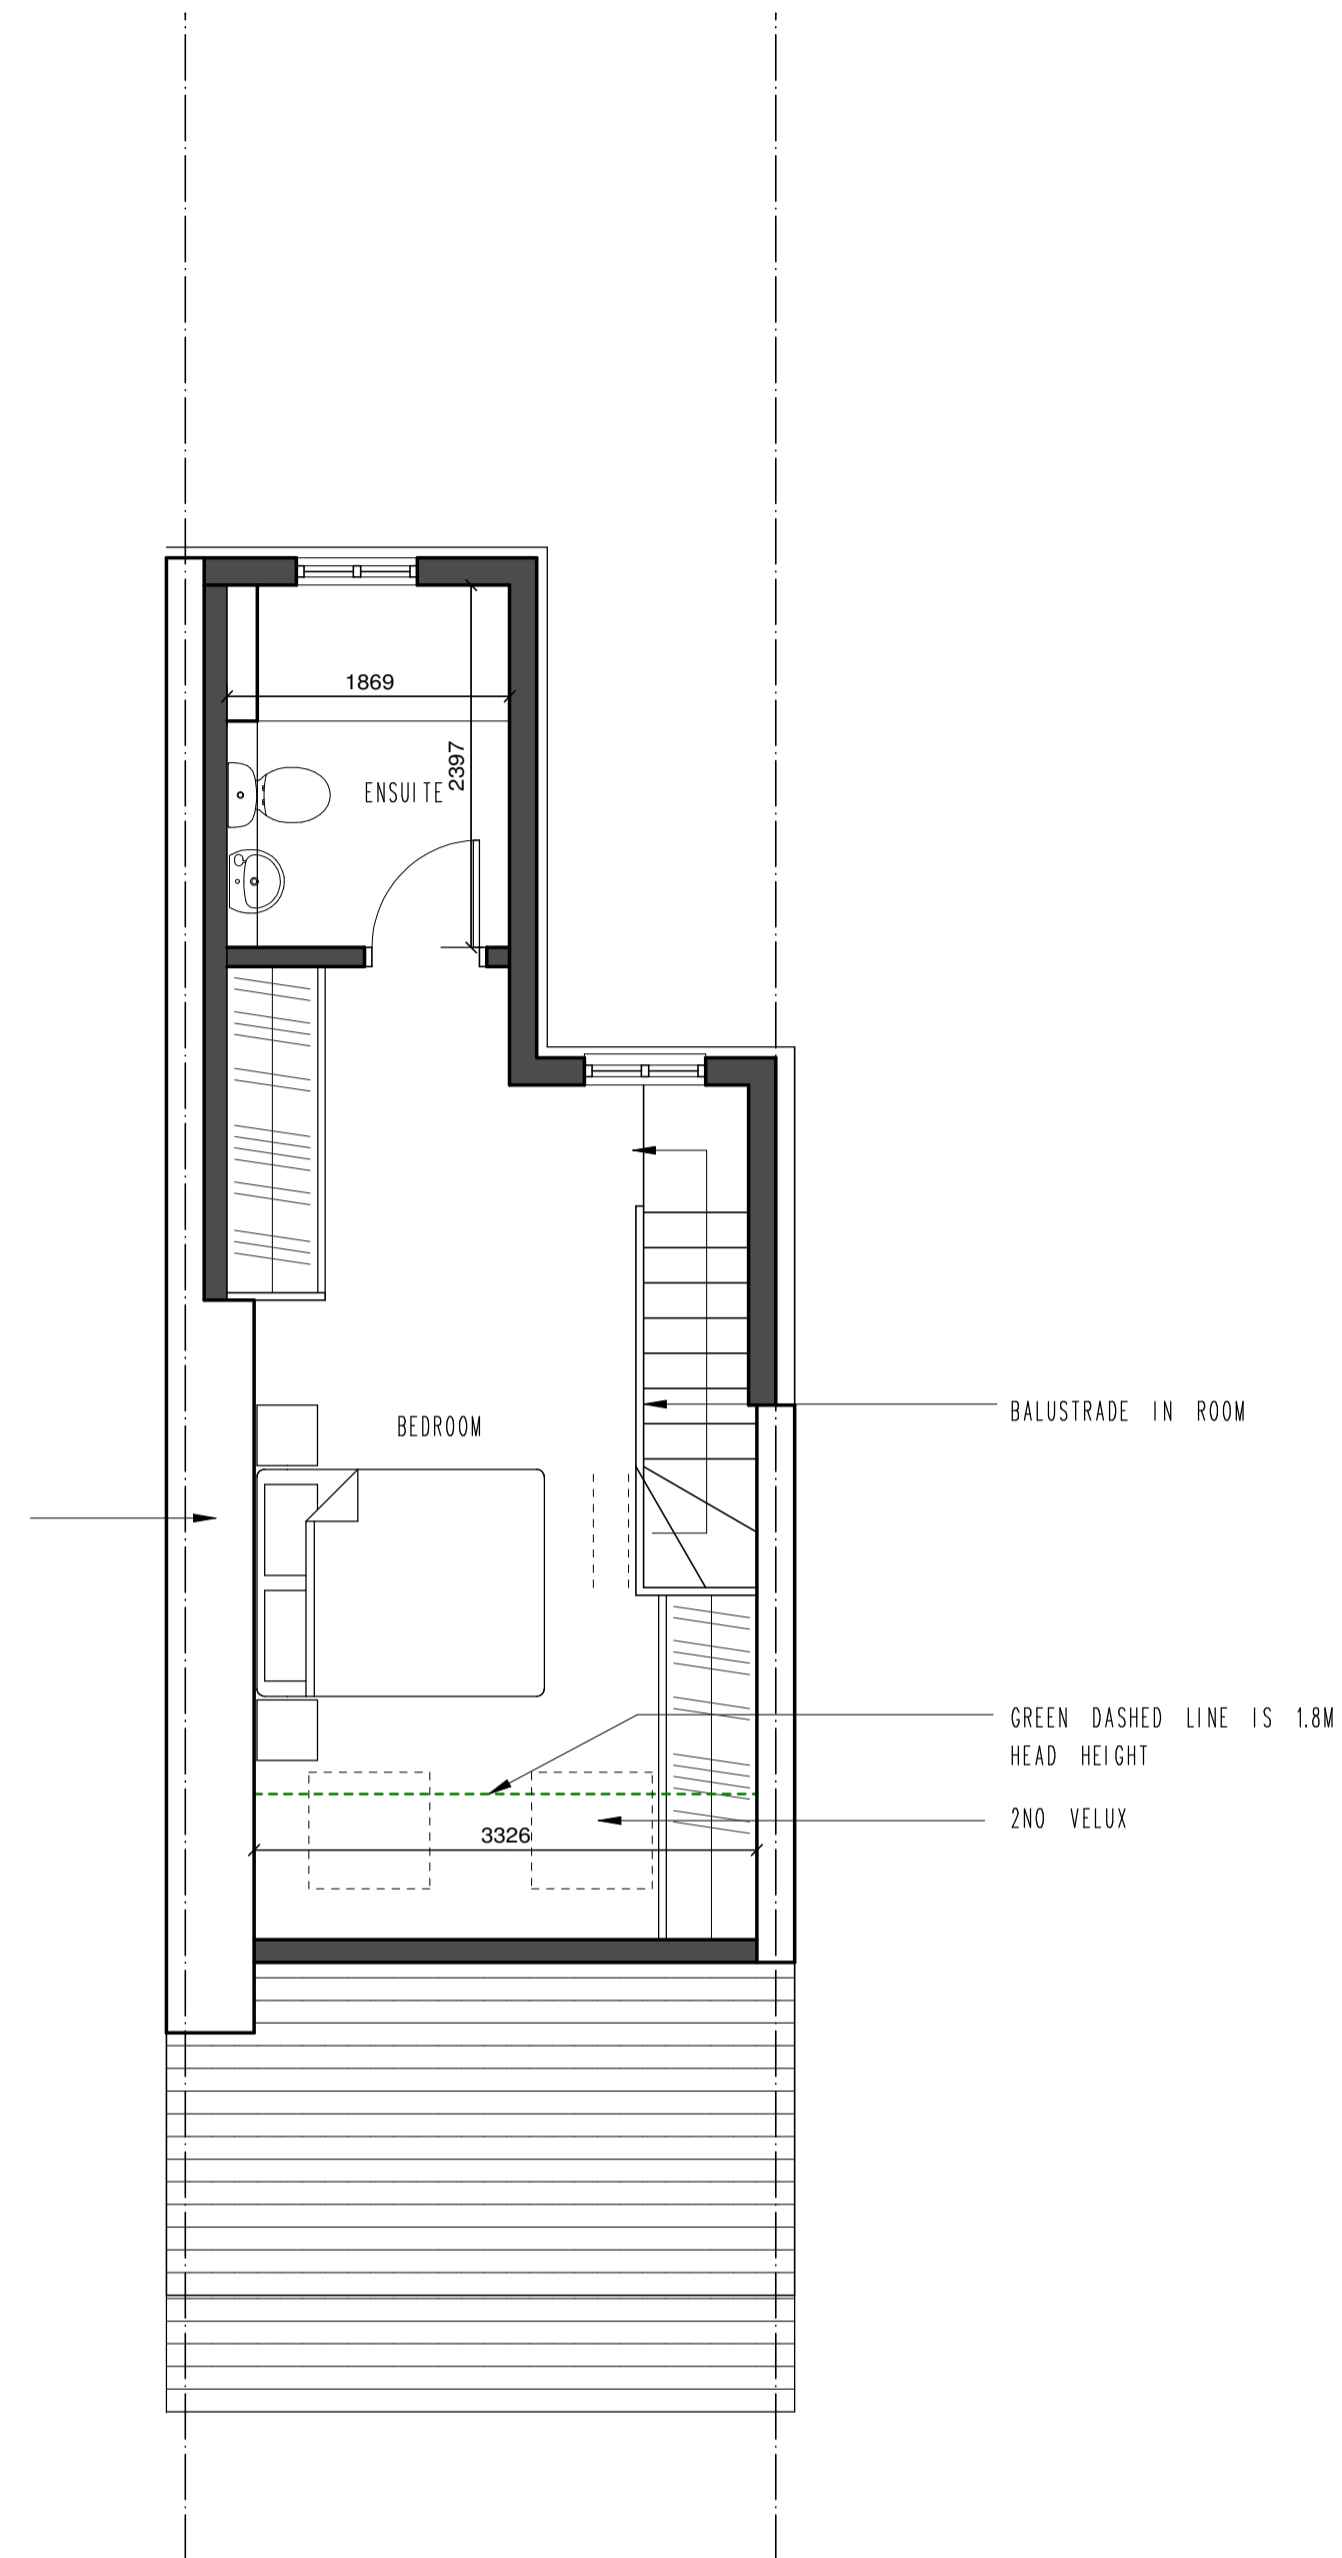 1869
2397
ENSUITE
BALUSTRADE IN ROOM
BEDROOM
GREEN DASHED LINE IS 1.8M
HEAD HEIGHT
2NO VELUX
3326